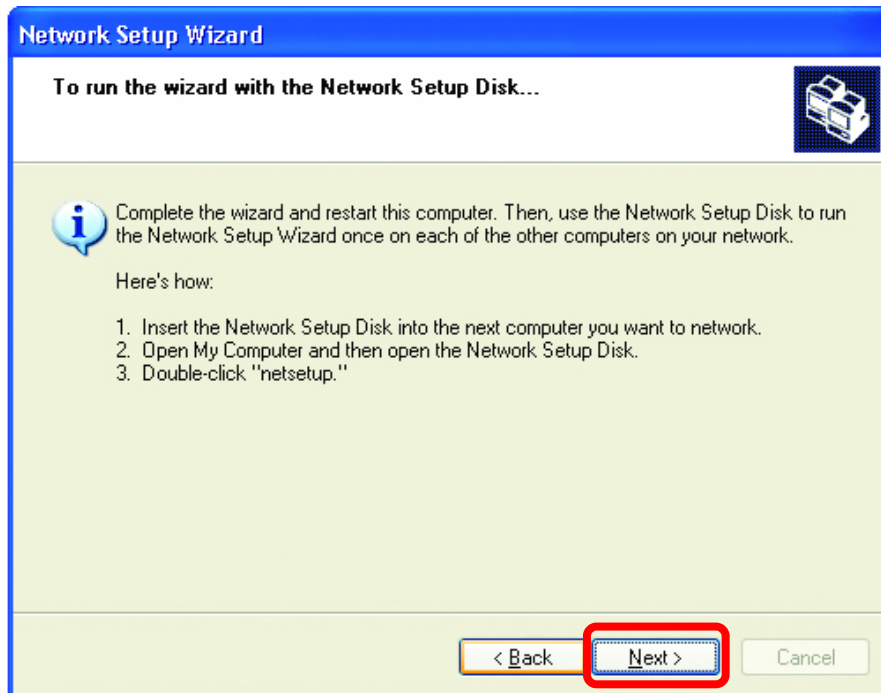 Network Setup Wizard
To run the wizard with the Network Setup Disk...
Complete the wizard and restart this computer. Then, use the Network Setup Disk to run
the Network Setup Wizard once on each of the other computers on your network.
Here's how:
1. Insert the Network Setup Disk into the next computer you want to network.
2. Open My Computer and then open the Network Setup Disk.
3. Double-click "netsetup."
< Back
Next >
Cancel